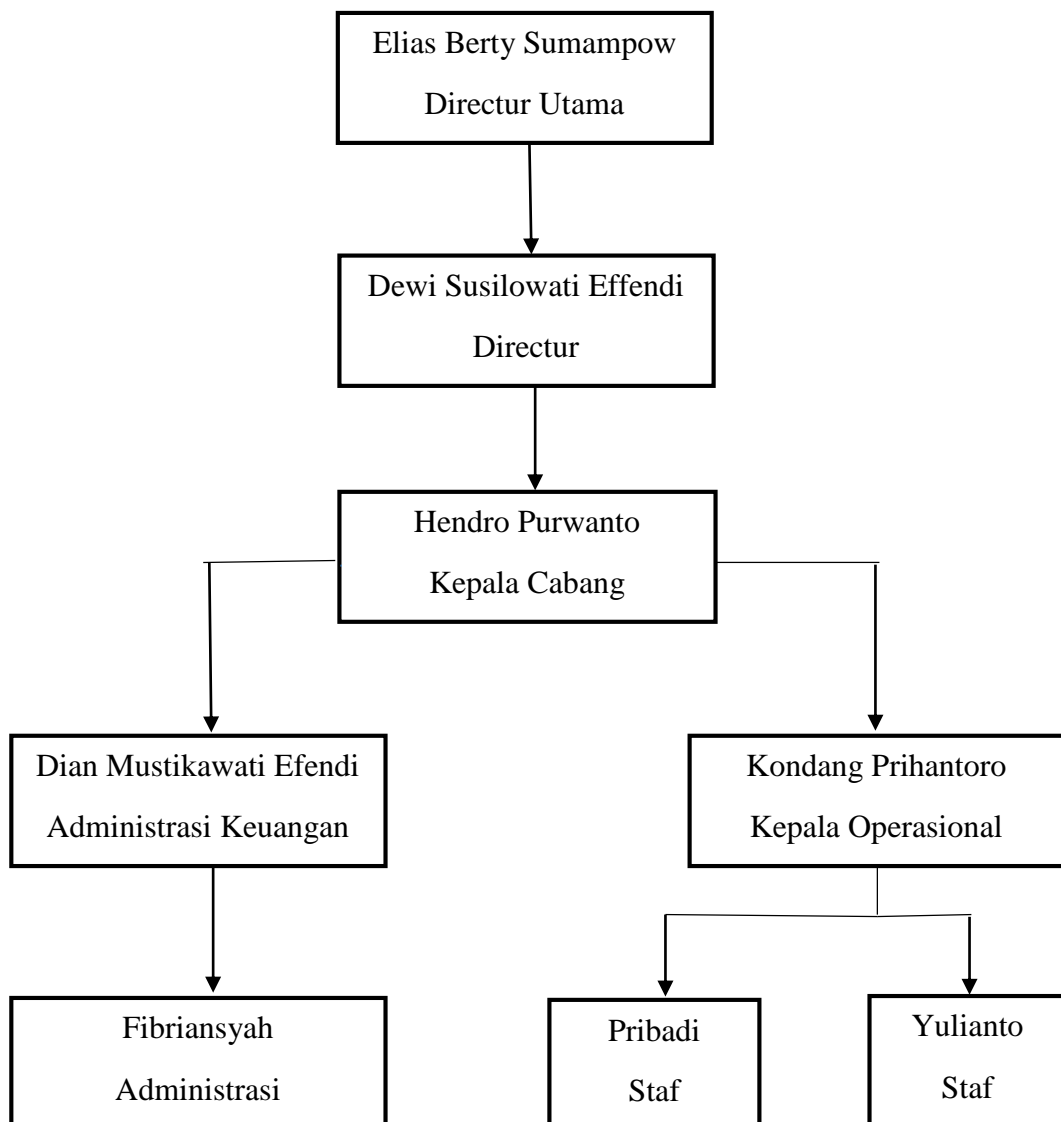 Elias Berty Sumampow
Directur Utama
Dewi Susilowati Effendi
Directur
Hendro Purwanto
Kepala Cabang
Dian Mustikawati Efendi
Administrasi Keuangan
Kondang Prihantoro
Kepala Operasional
Fibriansyah
Administrasi
Pribadi
Staf
Yulianto
Staf